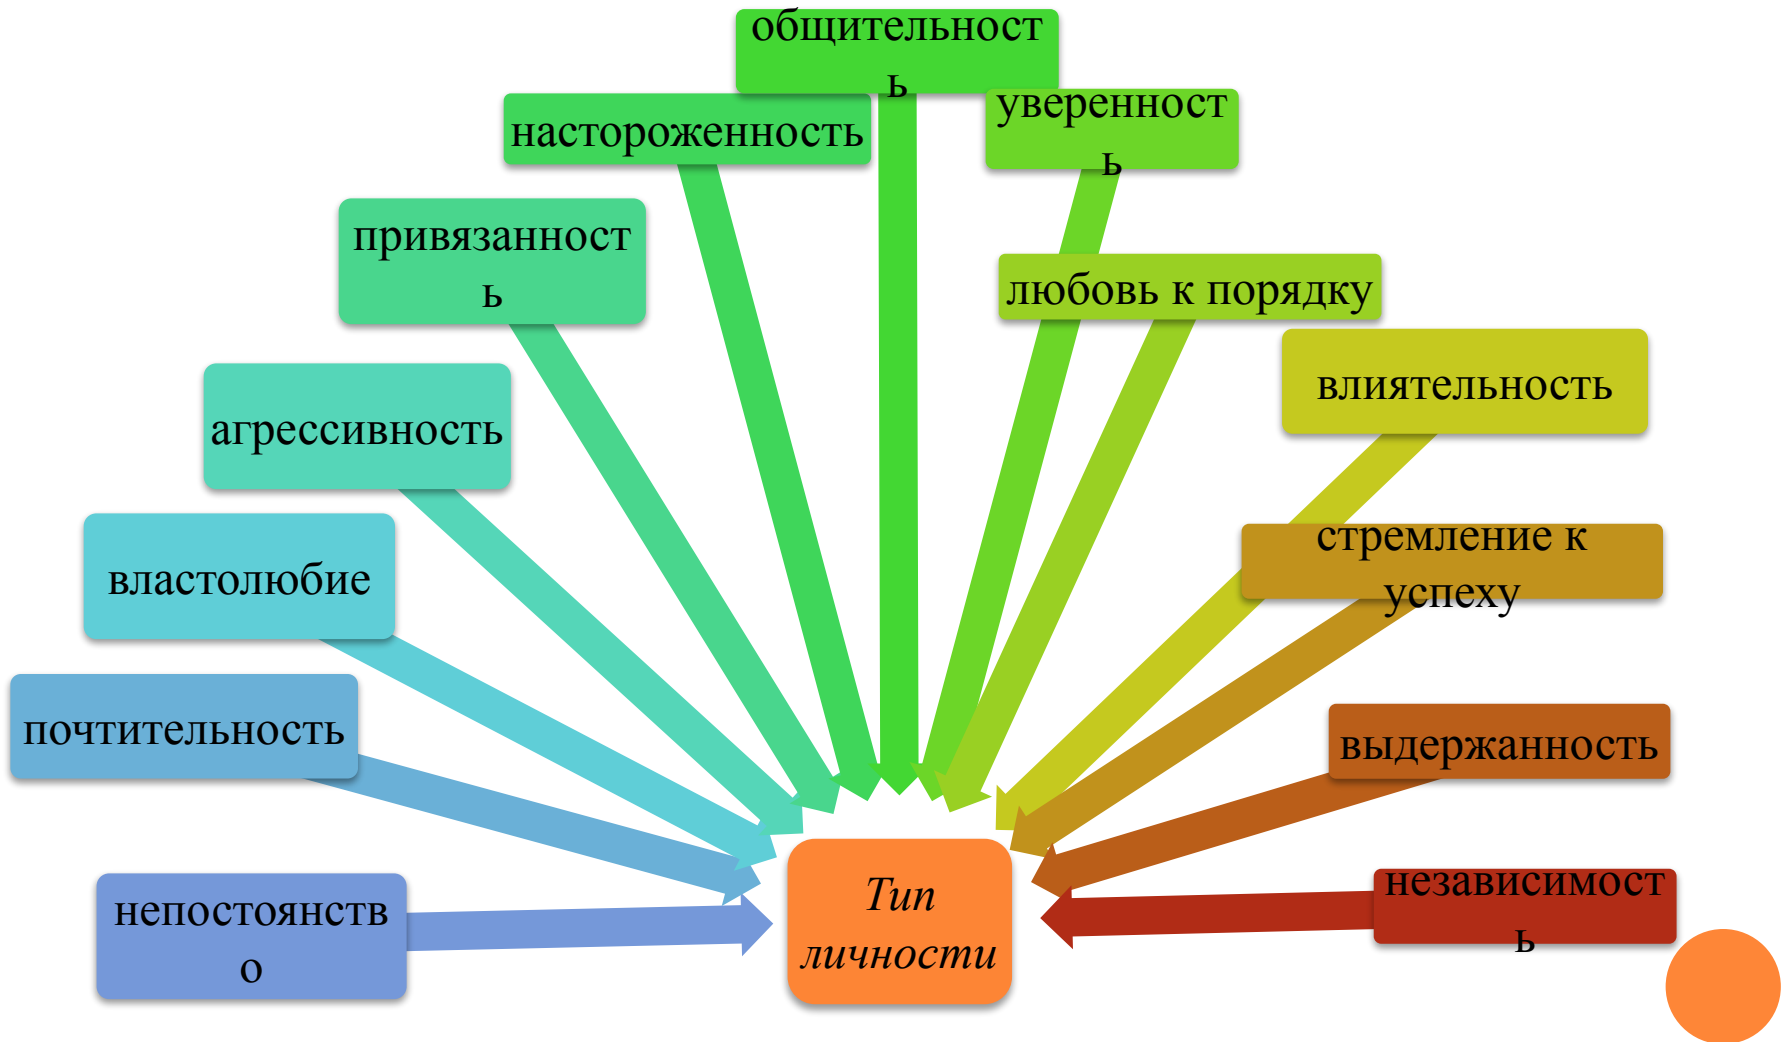 общительност
ь
уверенност
ь
настороженность
привязанност
ь
любовь к порядку
влиятельность
агрессивность
стремление к
успеху
властолюбие
почтительность
выдержанность
непостоянств
о
Тип
личности
независимост
ь